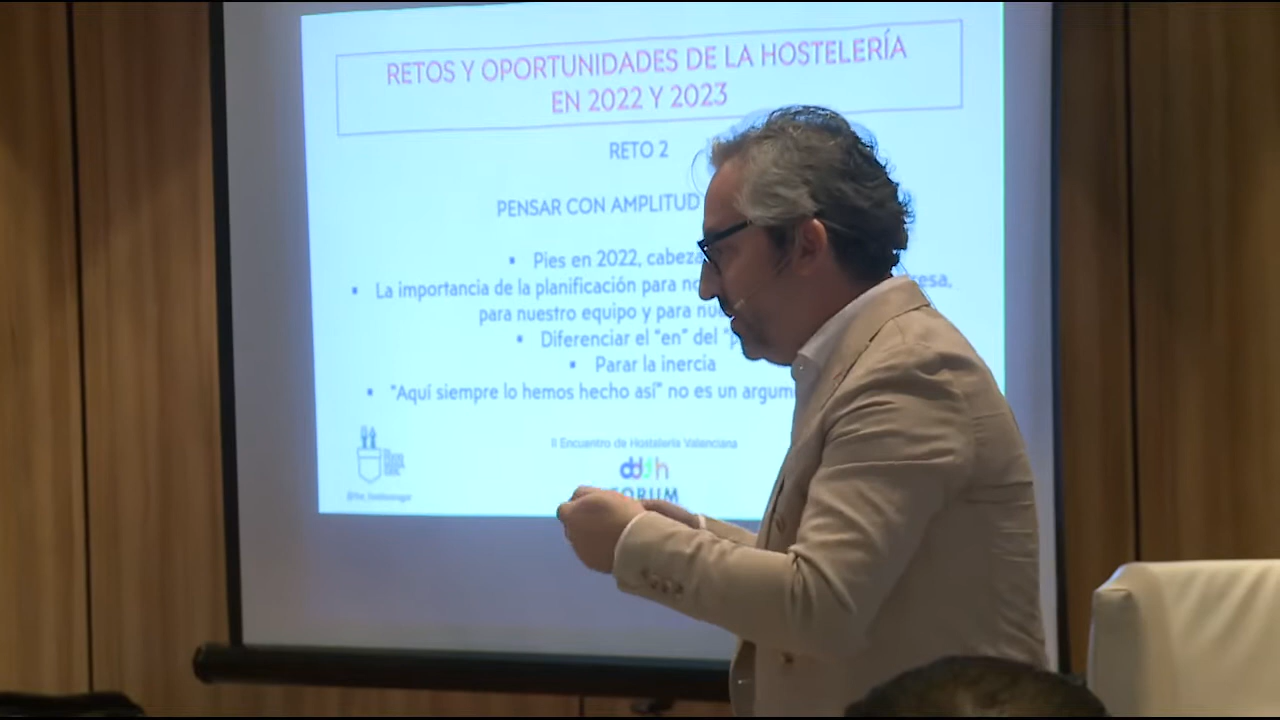 RETOS Y OPORTUNIDADES DE LA HOSTELERÍA
EN 2022 Y 2023
RETO 2
PENSAR CON AMPLITUD
▪ Pies en 2022, cabeza
▪ La importancia de la planificación para
para nuestro equipo y para
▪ Diferenciar el "en" del
▪ Parar la inercia
▪ "Aquí siempre lo hemos hecho así" no es un
II Encuentro de Hostelería Valenciana
FORUM